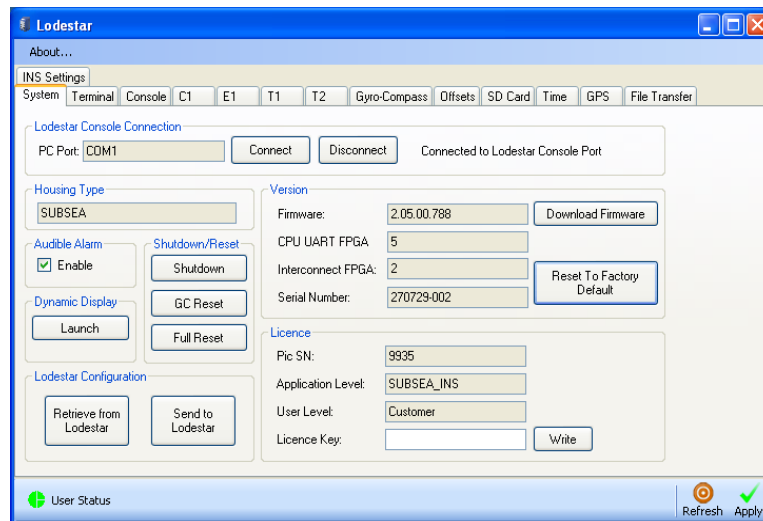 Lodestar
About...
INS Settings
System Terminal Console C1 E1 T1 T2 Gyro-Compass Offsets SD Card Time GPS File Transfer
Lodestar Console Connection
PC Port: COM1 Connect Disconnect Connected to Lodestar Console Port
Housing Type
SUBSEA
Audible Alarm
Enable
Dynamic Display
Launch
Shutdown/Reset
Shutdown
GC Reset
Full Reset
Lodestar Configuration
Retrieve from
Lodestar
Send to
Lodestar
Version
Firmware: 2.05.00.788 Download Firmware
CPU UART FPGA 5
Interconnect FPGA: 2
Serial Number: 270729-002
Reset To Factory
Default
Licence
Pic SN: 9935
Application Level: SUBSEA_INS
User Level: Customer
Licence Key: Write
User Status
Refresh Apply